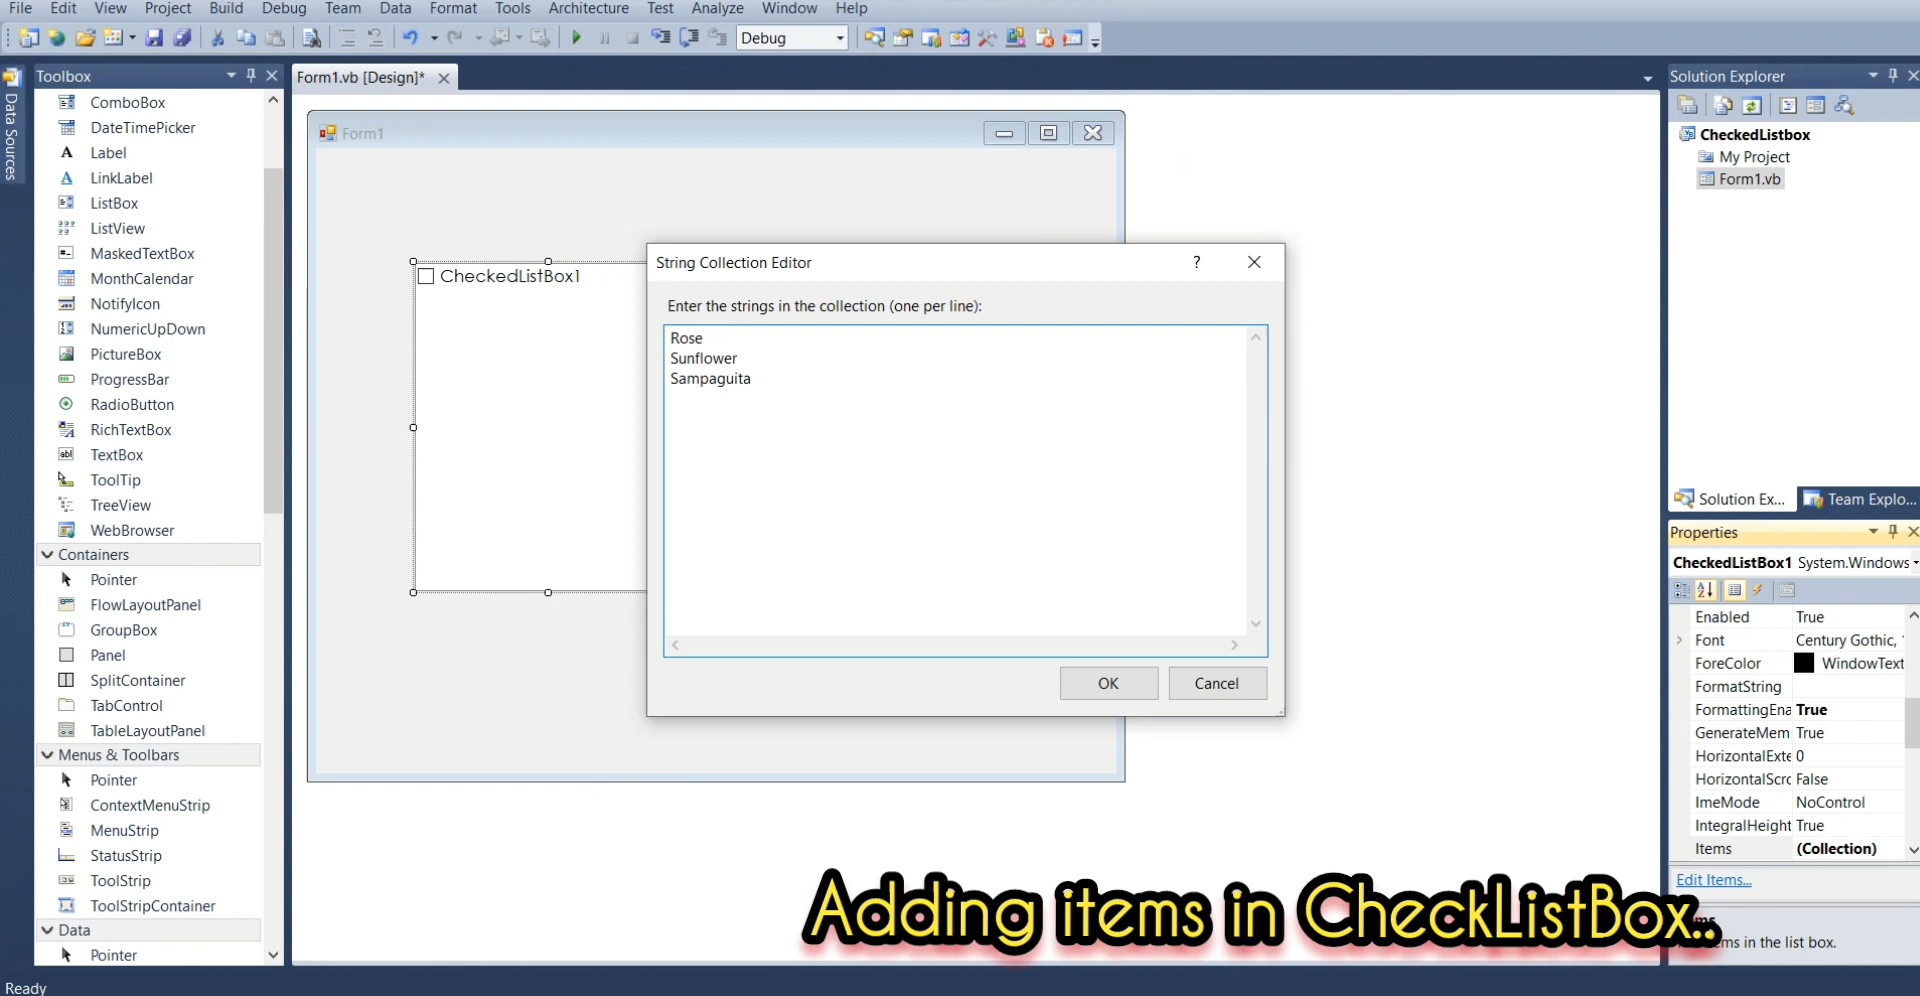 File Edit View Project Build Debug Team Data Format Tools Architecture Test Analyze Window Help
Debug
Data Sources
Toolbox
ComboBox
DateTimePicker
Label
LinkLabel
ListBox
ListView
MaskedTextBox
MonthCalendar
NotifyIcon
NumericUpDown
PictureBox
ProgressBar
RadioButton
RichTextBox
TextBox
ToolTip
TreeView
WebBrowser
Containers
Pointer
FlowLayoutPanel
GroupBox
Panel
SplitContainer
TabControl
TableLayoutPanel
Menus & Toolbars
Pointer
ContextMenuStrip
MenuStrip
StatusStrip
ToolStrip
ToolStripContainer
Data
Pointer
Form1.vb [Design]*
Form1
CheckedListBox1
String Collection Editor
Enter the strings in the collection (one per line):
Rose
Sunflower
Sampaguita
OK Cancel
Solution Explorer
CheckedListbox
My Project
Form1.vb
Solution Ex... Team Explo...
Properties
CheckedListBox1 System.Windows
Enabled True
Font Century Gothic,
ForeColor WindowText
FormatString
FormattingEna True
GenerateMem True
HorizontalExte 0
HorizontalScro False
ImeMode NoControl
IntegralHeight True
Items (Collection)
Edit Items...
in the list box.
Adding items in CheckListBox..
Ready